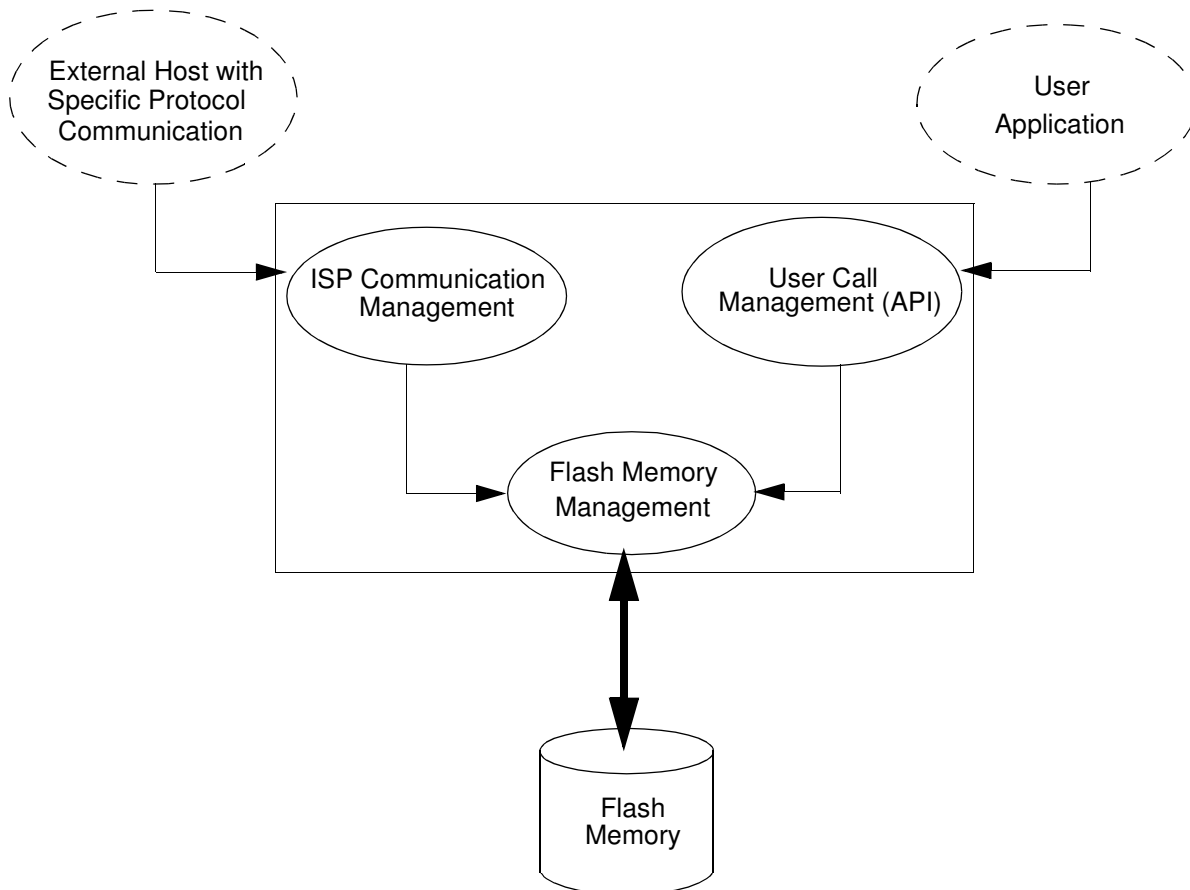 External Host with
Specific Protocol
Communication
User
Application
ISP Communication
Management
User Call
Management (API)
Flash Memory
Management
Flash
Memory